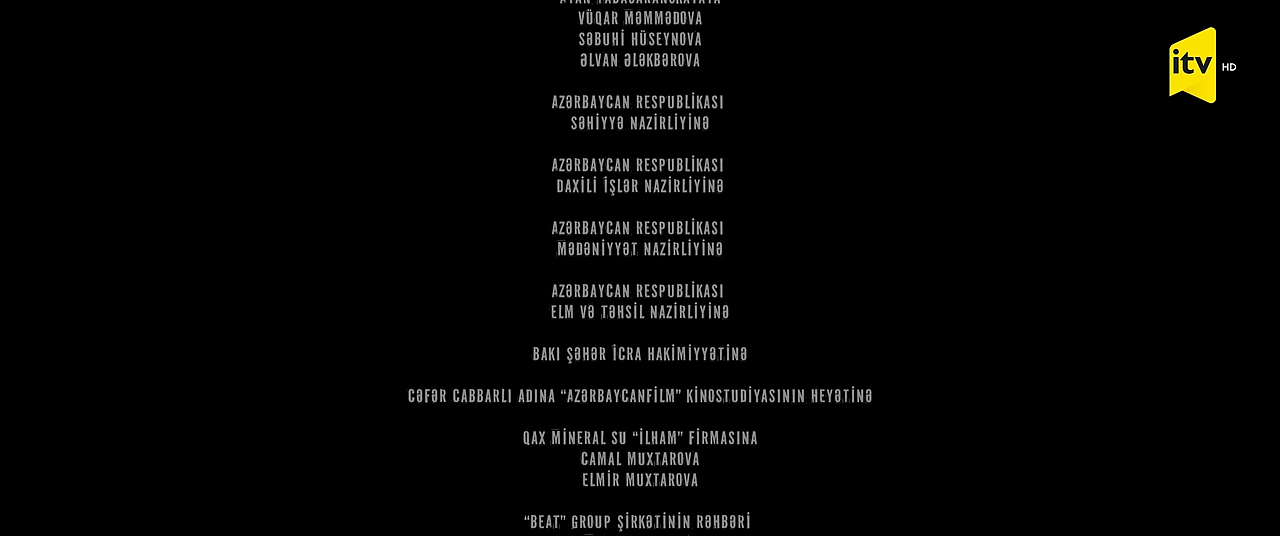 VÜQAR MƏMMƏDOVA
SƏBUHİ HÜSEYNOVA
ƏLVAN ƏLƏKBƏROVA
AZƏRBAYCAN RESPUBLİKASI
SƏHİYYƏ NAZİRLİYİNƏ
AZƏRBAYCAN RESPUBLİKASI
DAXİLİ İŞLƏR NAZİRLİYİNƏ
AZƏRBAYCAN RESPUBLİKASI
MƏDƏNİYYƏT NAZİRLİYİNƏ
AZƏRBAYCAN RESPUBLİKASI
ELM VƏ TƏHSİL NAZİRLİYİNƏ
BAKI ŞƏHƏR İCRA HAKİMİYYƏTİNƏ
CƏFƏR CABBARLI ADINA “AZƏRBAYCANFİLM” KİNOSTUDİYASININ HEYƏTİNƏ
QAX MİNERAL SU “İLHAM” FİRMASINA
CAMAL MUXTAROVA
ELMİR MUXTAROVA
“BEAT” GROUP ŞİRKƏTİNİN RƏHBƏRİ
itv HD